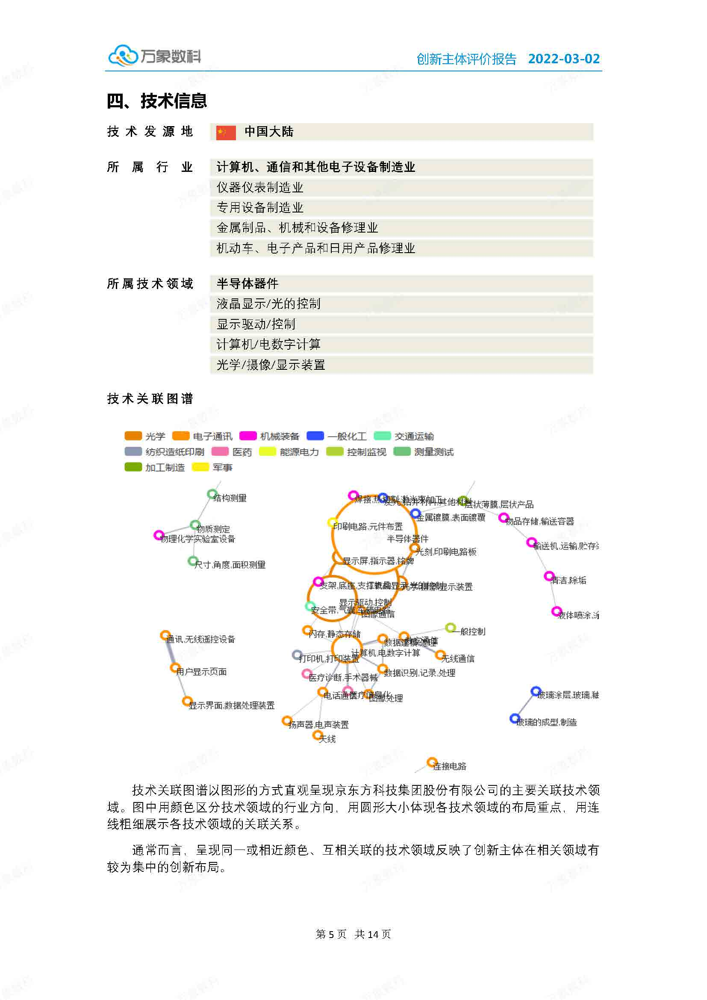 万象数科
创新主体评价报告 2022-03-02
四、技术信息
技术发源地 中国大陆
所属行业 计算机、通信和其他电子设备制造业
仪器仪表制造业
专用设备制造业
金属制品、机械和设备修理业
机动车、电子产品和日用产品修理业
所属技术领域 半导体器件
液晶显示/光的控制
显示驱动/控制
计算机/电数字计算
光学/摄像/显示装置
技术关联图谱
光学 电子通讯 机械装备 一般化工 交通运输
纺织造纸印刷 医药 能源电力 控制监视 测量测试
加工制造 军事
结构测量
焊接,热切割,激光束加工
层状薄膜,层状产品
金属镀膜,表面镀覆
物品存储,输送容器
印刷电路,元件布置
物质测定
物理化学实验室设备
半导体器件
输送机,运输,贮存
光刻,印刷电路板
显示屏,指示器,铭牌
尺寸,角度,面积测量
清洁,除垢
支架,底座,支撑
显示装置
显示驱动,控制
安全带,气囊
图像通信
液体喷涂
一般控制
闪存,静态存储
通讯,无线遥控设备
数据建模,处理
计算机,电数字计算
打印机,打印装置
无线通信
用户显示页面
数据识别,记录,处理
医疗诊断,手术器械
医疗信息化
图像处理
玻璃涂层,玻璃,釉
显示界面,数据处理装置
玻璃的成型,制造
扬声器,电声装置
天线
连接电路
技术关联图谱以图形的方式直观呈现京东方科技集团股份有限公司的主要关联技术领
域。图中用颜色区分技术领域的行业方向，用圆形大小体现各技术领域的布局重点，用连
线粗细展示各技术领域的关联关系。
通常而言，呈现同一或相近颜色、互相关联的技术领域反映了创新主体在相关领域有
较为集中的创新布局。
第 5 页 共 14 页